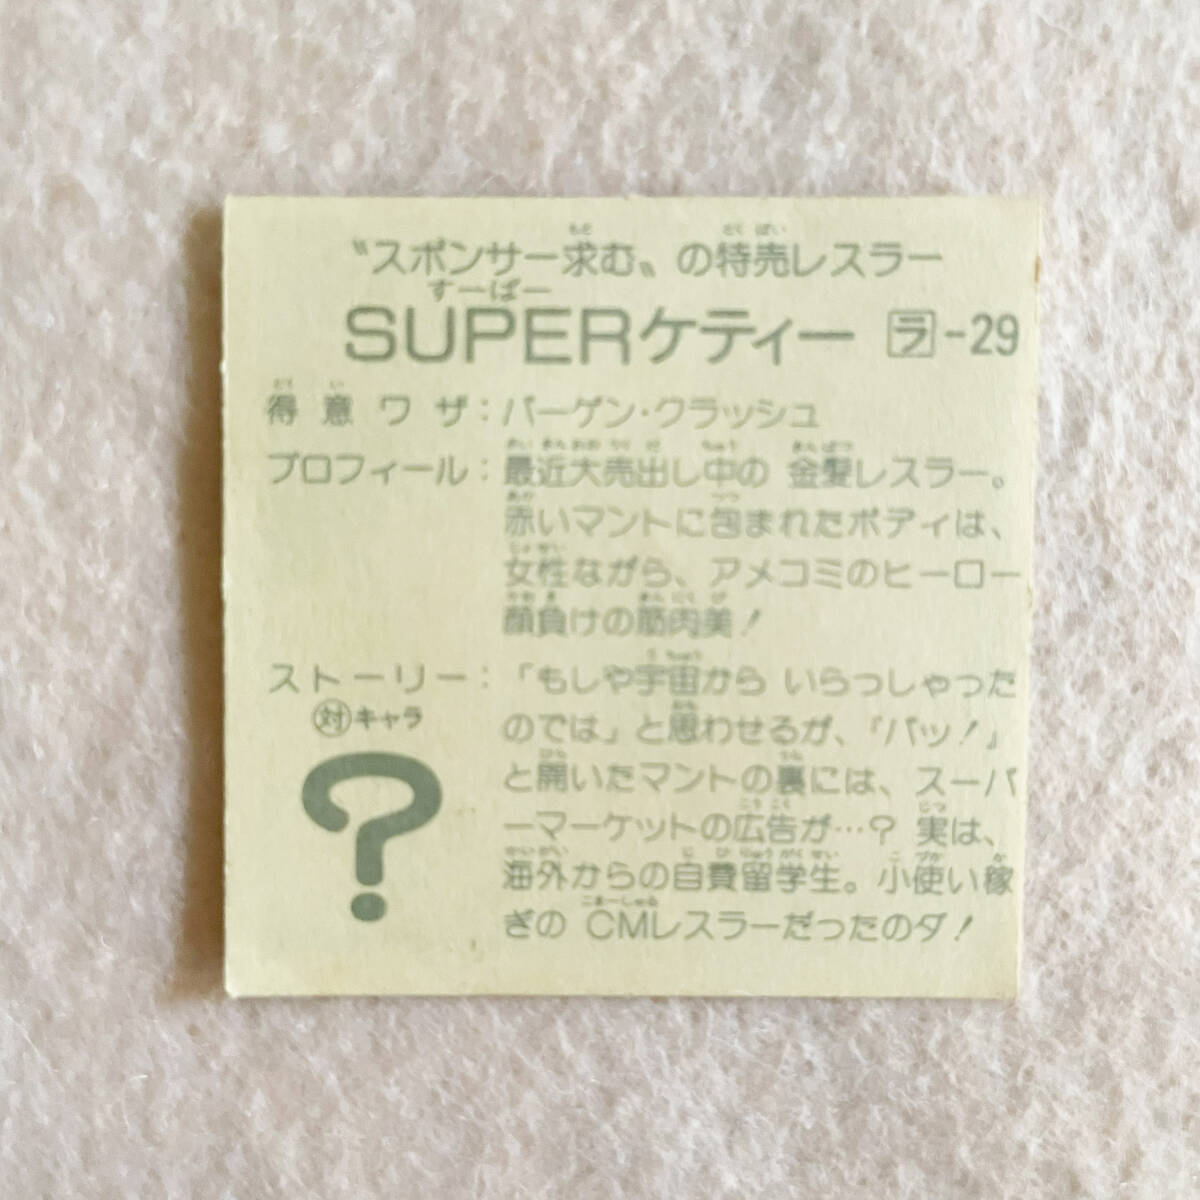 〝スポンサー求む〟の特売レスラー
SUPERケティー ラ-29
得意ワザ：バーゲン・クラッシュ
プロフィール：最近大売出し中の 金髪レスラー。
赤いマントに包まれたボディは、
女性ながら、アメコミのヒーロー
顔負けの筋肉美！
ストーリー：「もしや宇宙から いらっしゃった
対キャラ
?
のでは」と思わせるが、「バッ！」
と開いたマントの裏には、スーパ
ーマーケットの広告が…？ 実は、
海外からの自費留学生。小使い稼
ぎの CMレスラーだったのダ！